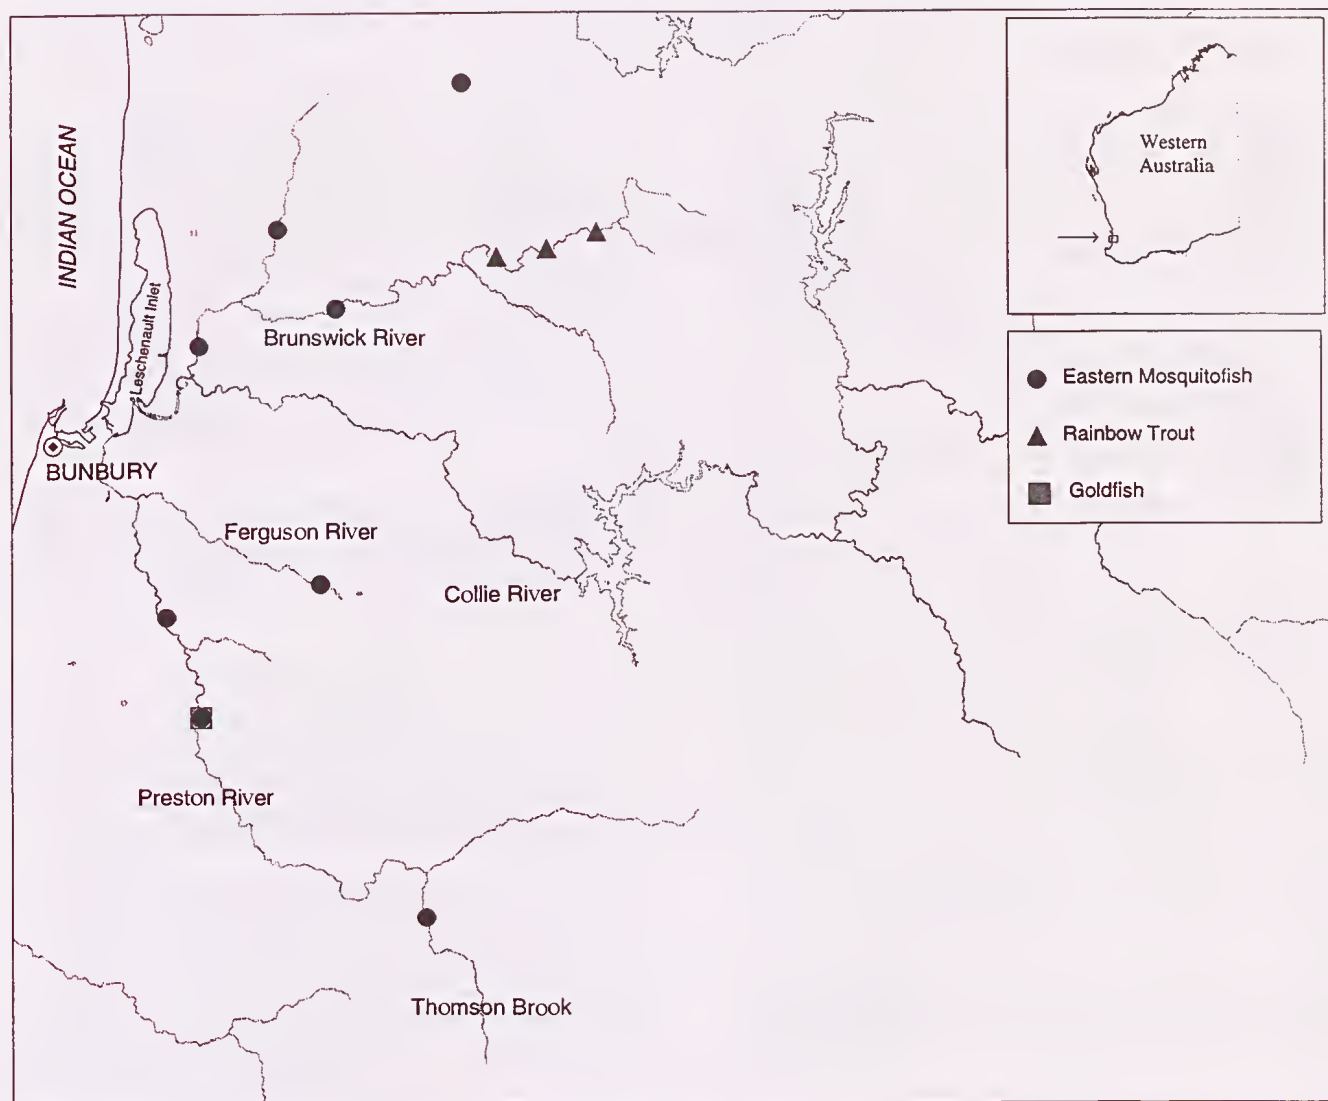 INDIAN OCEAN
Leschenault Inlet
Western
Australia
Brunswick River
Eastern Mosquitofish
Rainbow Trout
Goldfish
BUNBURY
Ferguson River
Collie River
Preston River
Thomson Brook